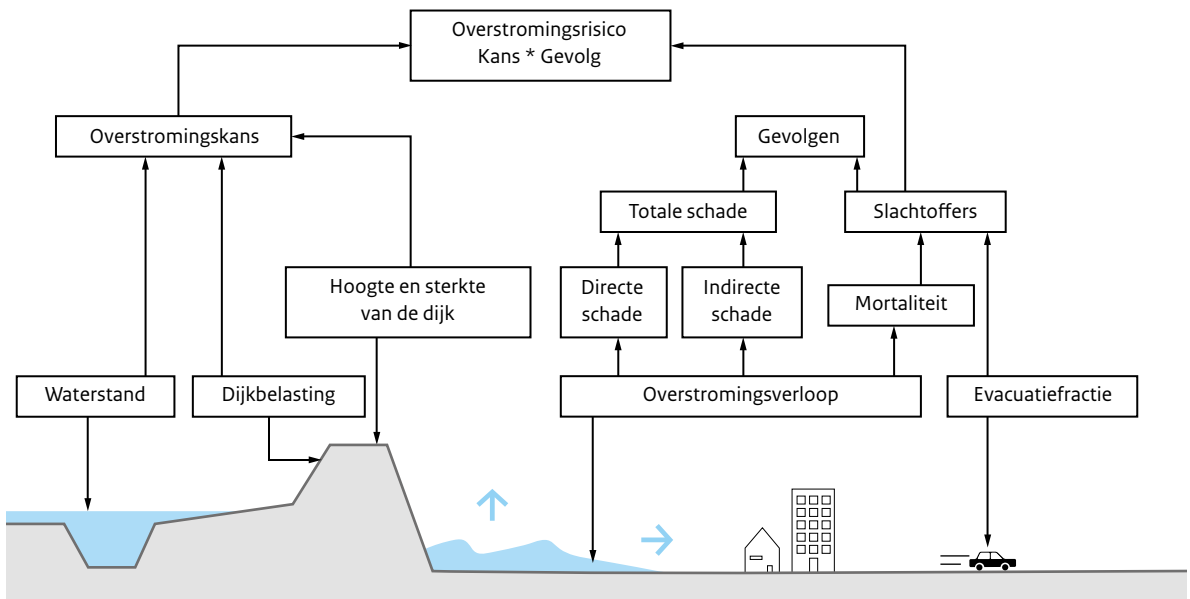 Overstromingsrisico
Kans * Gevolg
Overstromingskans
Gevolgen
Totale schade
Slachtoffers
Hoogte en sterkte
van de dijk
Directe
schade
Indirecte
schade
Mortaliteit
Waterstand
Dijkbelasting
Overstromingsverloop
Evacuatiefractie